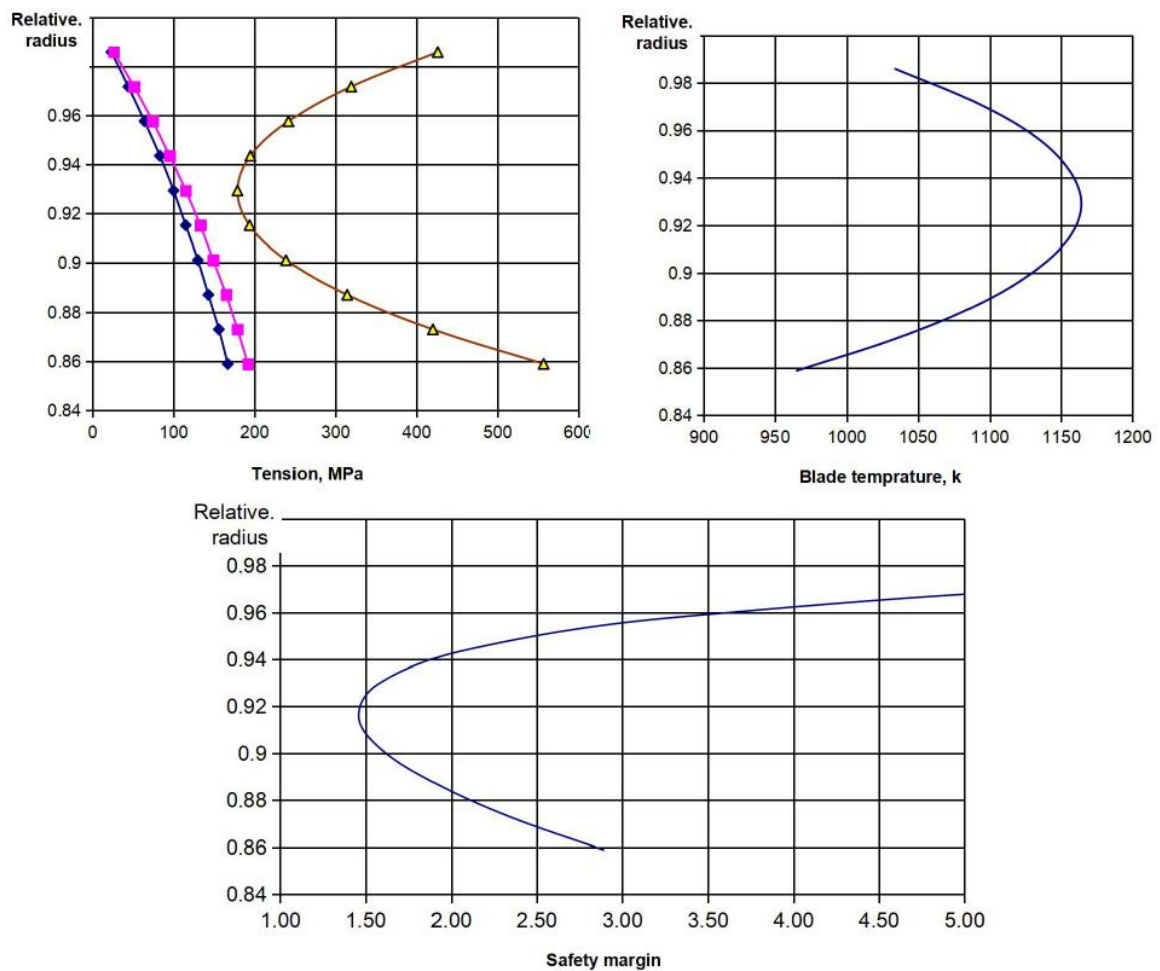 Relative.
radius
0.96
0.94
0.92
0.9
0.88
0.86
0.84
0 100 200 300 400 500 600
Tension, MPa
Relative.
radius
0.98
0.96
0.94
0.92
0.9
0.88
0.86
0.84
900 950 1000 1050 1100 1150 1200
Blade temprature, k
Relative.
radius
0.98
0.96
0.94
0.92
0.9
0.88
0.86
0.84
1.00 1.50 2.00 2.50 3.00 3.50 4.00 4.50 5.00
Safety margin